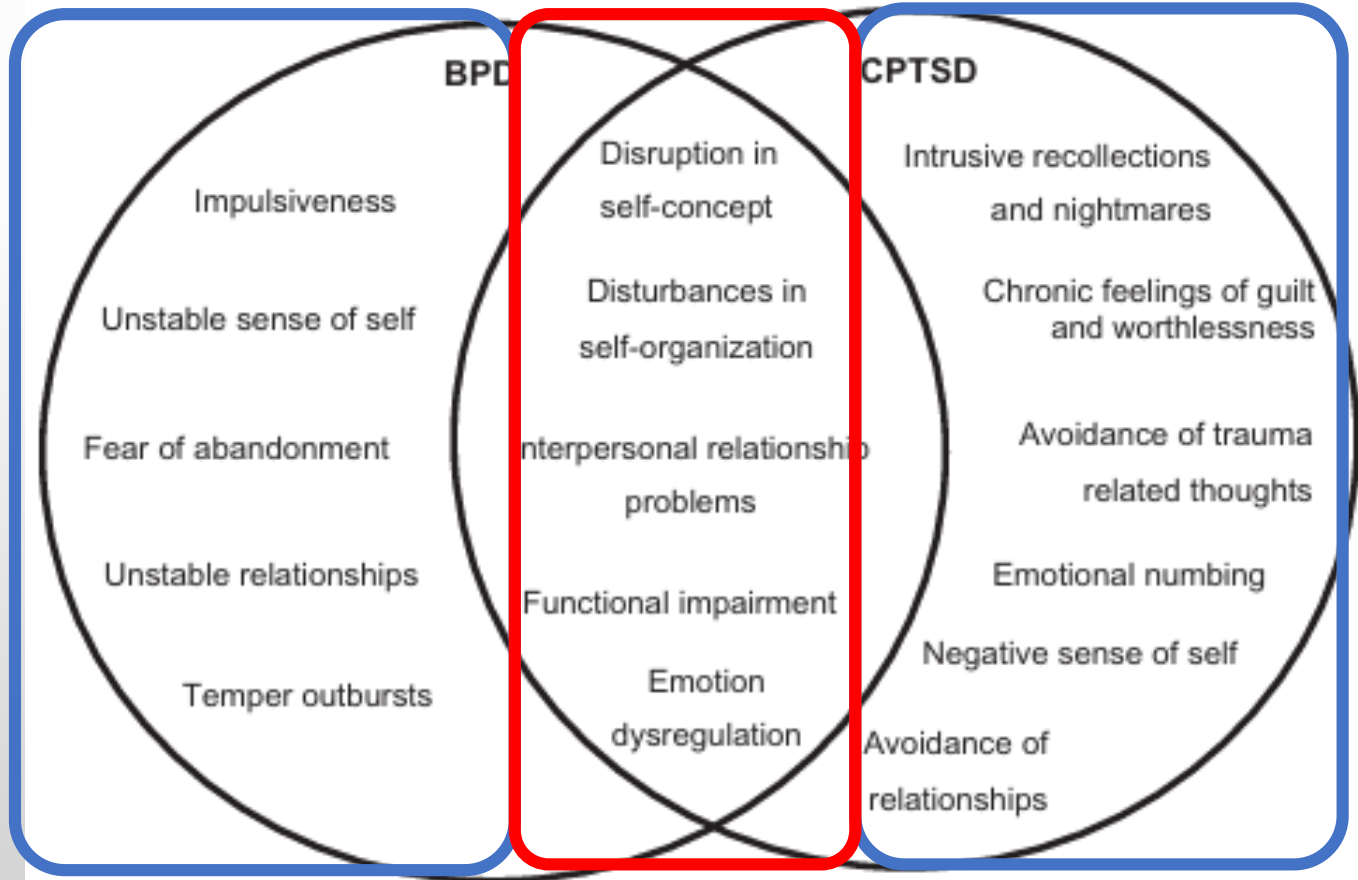 BPD
Impulsiveness
Unstable sense of self
Fear of abandonment
Unstable relationships
Temper outbursts
Disruption in
self-concept
Disturbances in
self-organization
nterpersonal relationship
problems
Functional impairment
Emotion
dysregulation
CPTSD
Intrusive recollections
and nightmares
Chronic feelings of guilt
and worthlessness
Avoidance of trauma
related thoughts
Emotional numbing
Negative sense of self
Avoidance of
relationships